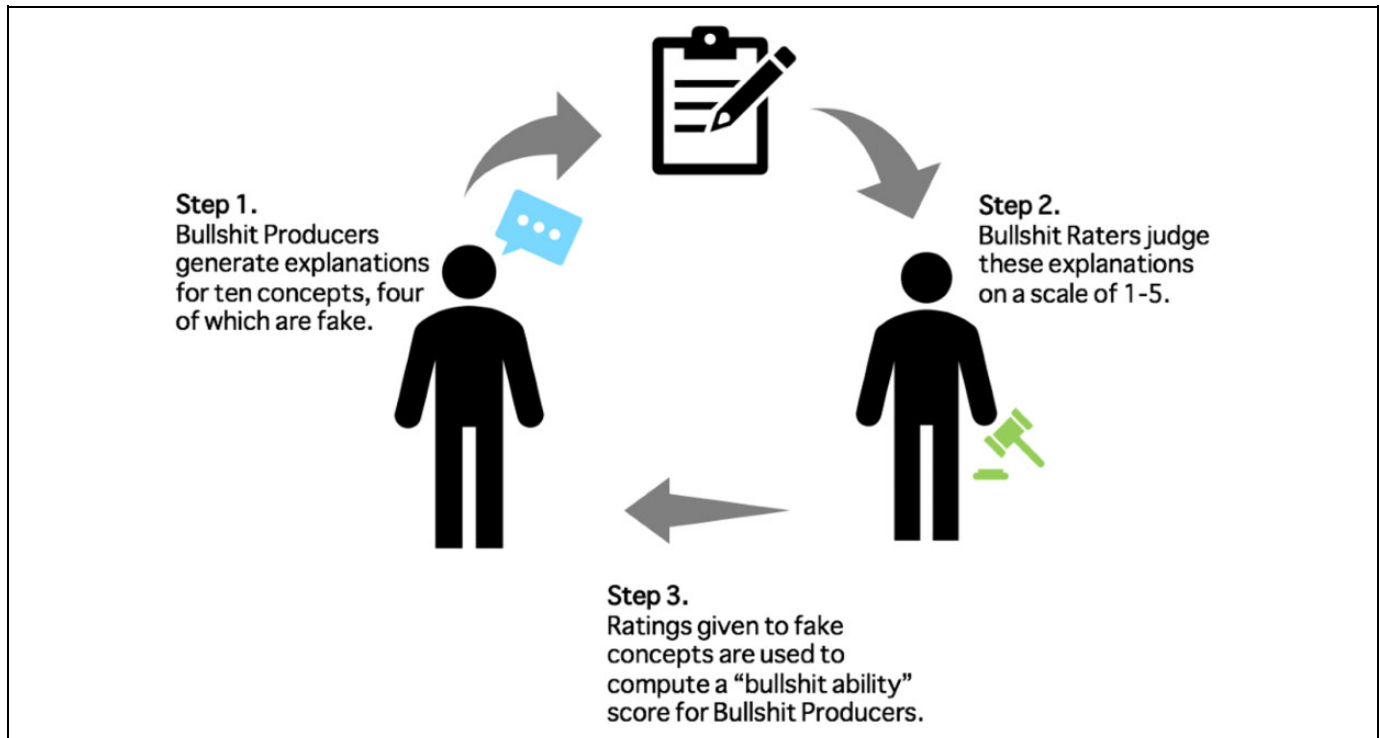 Step 1.
Bullshit Producers
generate explanations
for ten concepts, four
of which are fake.
Step 2.
Bullshit Raters judge
these explanations
on a scale of 1-5.
Step 3.
Ratings given to fake
concepts are used to
compute a “bullshit ability”
score for Bullshit Producers.